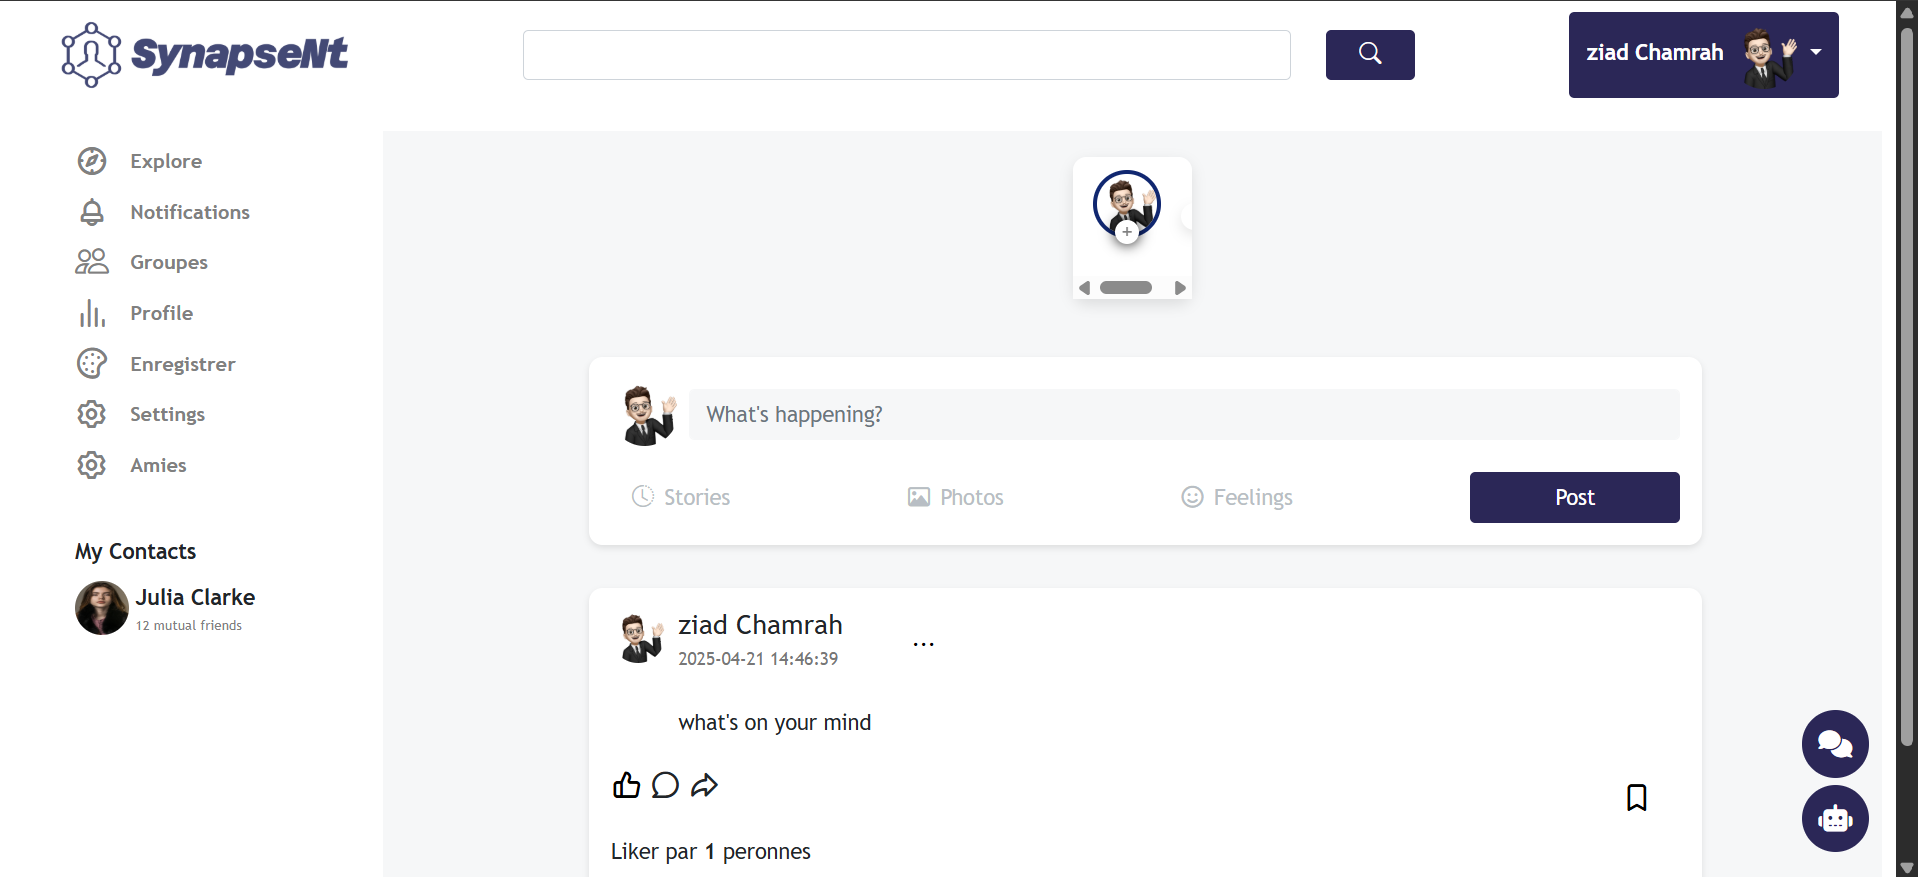 SynapseNt
ziad Chamrah
Explore
Notifications
Groupes
Profile
Enregistrer
Settings
Amies
My Contacts
Julia Clarke
12 mutual friends
What's happening?
Stories
Photos
Feelings
Post
ziad Chamrah
...
2025-04-21 14:46:39
what's on your mind
Liker par 1 peronnes